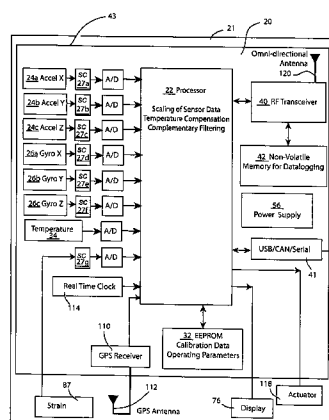 43
21
20
Omni-directional
Antenna
120
24a Accel X
SC
27a
A/D
24b Accel Y
SC
27b
A/D
24c Accel Z
SC
27c
A/D
26a Gyro X
SC
27d
A/D
26b Gyro Y
SC
27e
A/D
26c Gyro Z
SC
27f
A/D
Temperature
34
A/D
SC
27g
A/D
Real Time Clock
114
22 Processor
Scaling of Sensor Data
Temperature Compensation
Complementary Filtering
40 RF Transceiver
42 Non-Volatile
Memory for Datalogging
56
Power Supply
USB/CAN/Serial
41
110
GPS Receiver
32 EEPROM
Calibration Data
Operating Parameters
112
GPS Antenna
87
Strain
76
Display
118
Actuator